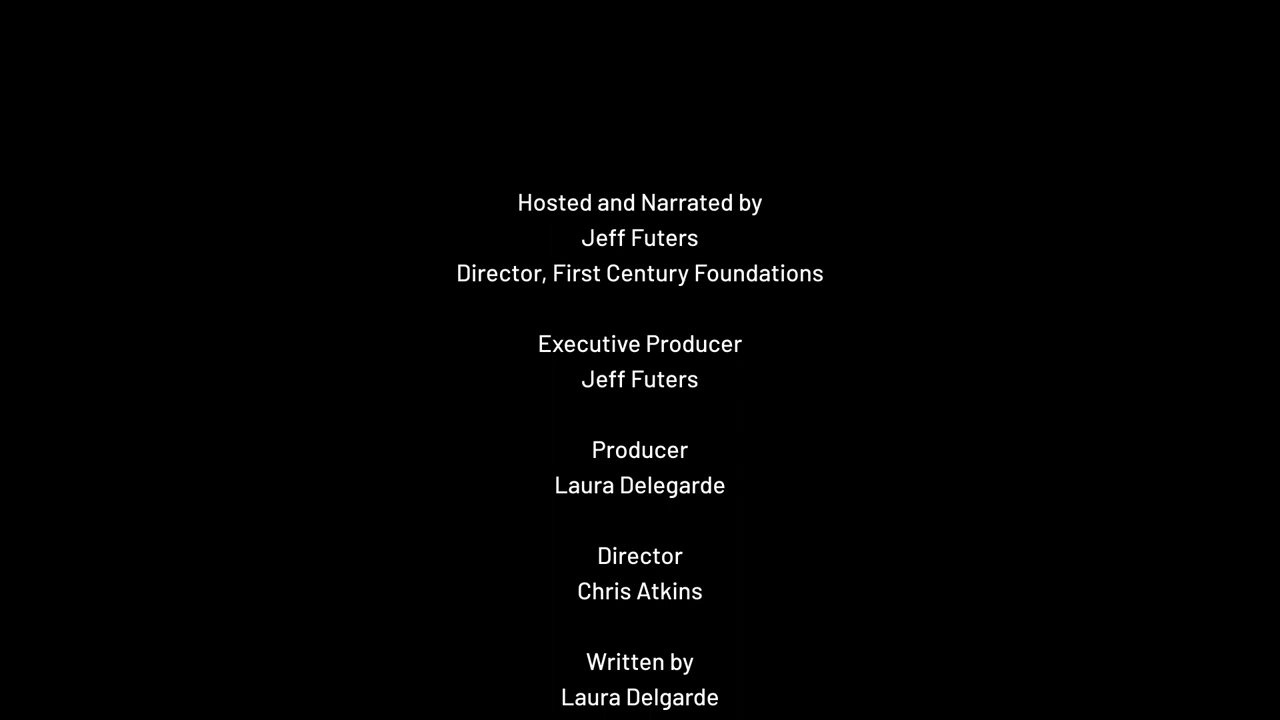 Hosted and Narrated by
Jeff Futers
Director, First Century Foundations
Executive Producer
Jeff Futers
Producer
Laura Delegarde
Director
Chris Atkins
Written by
Laura Delgarde